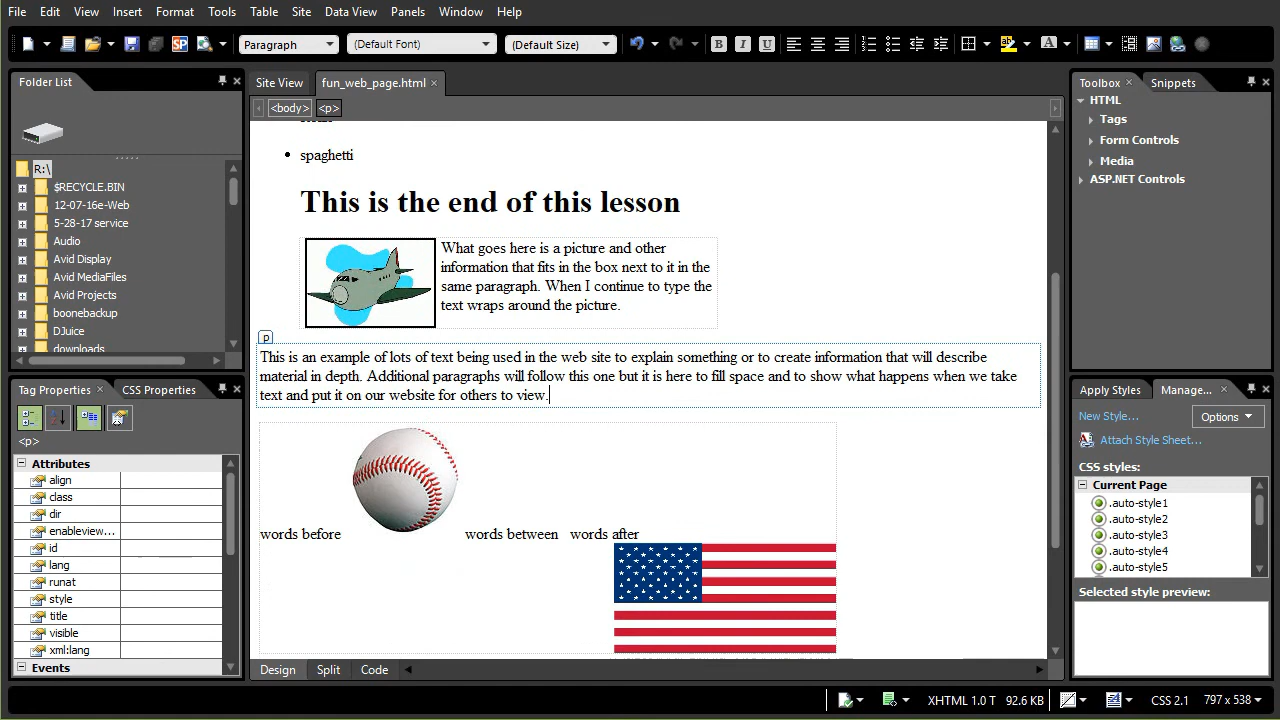 File Edit View Insert Format Tools Table Site Data View Panels Window Help
Paragraph (Default Font) (Default Size) B I U A
Folder List
R:\
$RECYCLE.BIN
12-07-16e-Web
5-28-17 service
Audio
Avid Display
Avid MediaFiles
Avid Projects
boonebackup
DJuice
downloads
Tag Properties × CSS Properties
<p>
Attributes
align
class
dir
enableview...
id
lang
runat
style
title
visible
xml:lang
Events
Site View fun_web_page.html ×
<body> <p>
spaghetti
This is the end of this lesson
What goes here is a picture and other
information that fits in the box next to it in the
same paragraph. When I continue to type the
text wraps around the picture.
p
This is an example of lots of text being used in the web site to explain something or to create information that will describe
material in depth. Additional paragraphs will follow this one but it is here to fill space and to show what happens when we take
text and put it on our website for others to view.
words before words between words after
Design Split Code
Toolbox × Snippets
HTML
Tags
Form Controls
Media
ASP.NET Controls
Apply Styles Manage... ×
New Style... Options
Attach Style Sheet...
CSS styles:
Current Page
.auto-style1
.auto-style2
.auto-style3
.auto-style4
.auto-style5
Selected style preview:
XHTML 1.0 T 92.6 KB CSS 2.1 797 x 538